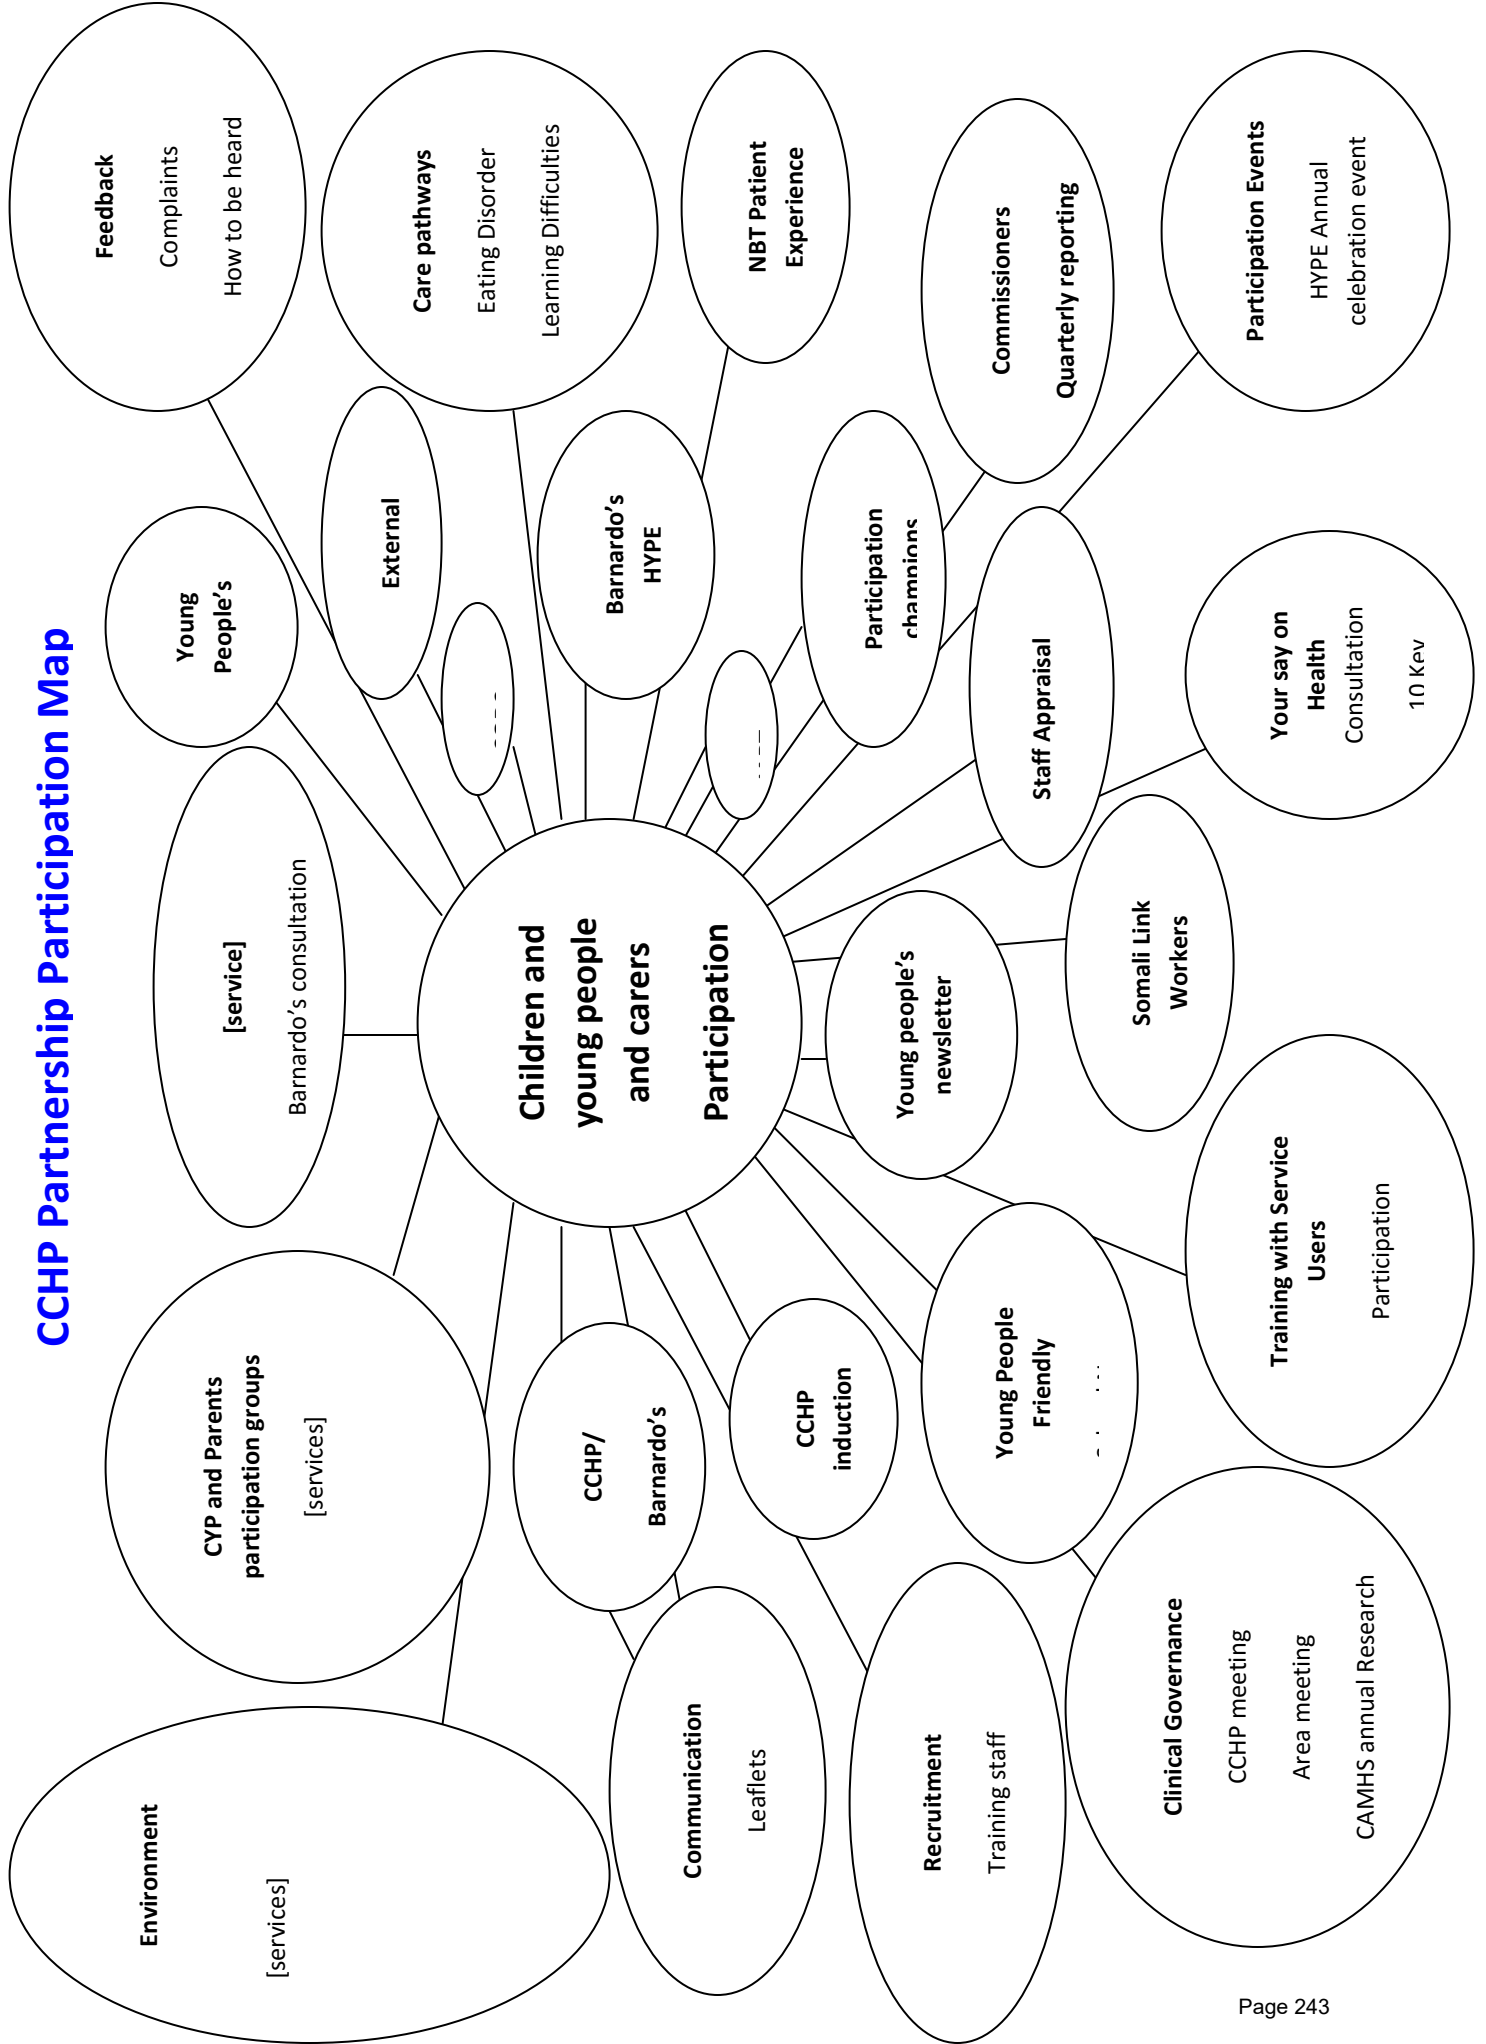 CCHP Partnership Participation Map
Environment
[services]
CYP and Parents
participation groups
[services]
[service]
Barnardo's consultation
Young
People's
Feedback
Complaints
How to be heard
External
Care pathways
Eating Disorder
Learning Difficulties
CCHP/
Barnardo's
Children and
young people
and carers
Participation
Barnardo's
HYPE
NBT Patient
Experience
Communication
Leaflets
CCHP
induction
Participation
champions
Commissioners
Quarterly reporting
Recruitment
Training staff
Young People
Friendly
Young people's
newsletter
Staff Appraisal
Somali Link
Workers
Participation Events
HYPE Annual
celebration event
Clinical Governance
CCHP meeting
Area meeting
CAMHS annual Research
Training with Service
Users
Participation
Your say on
Health
Consultation
10 Key
Page 243